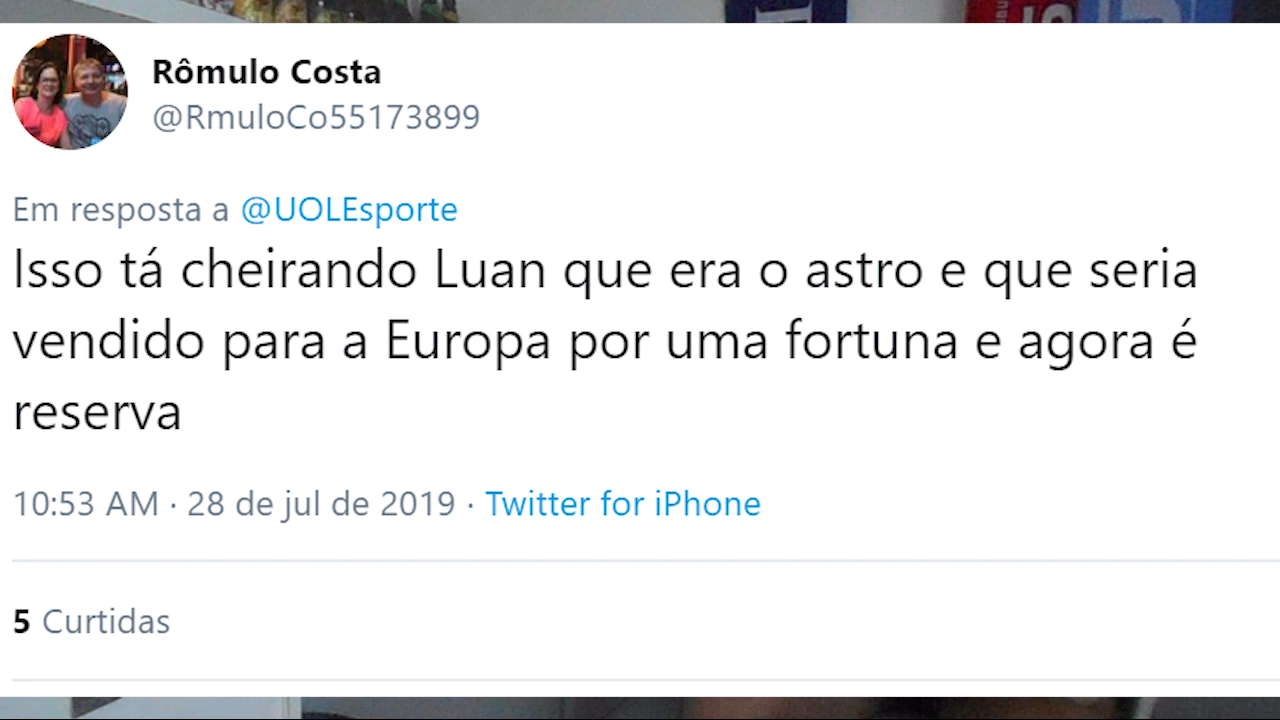 Rômulo Costa
@RmuloCo55173899
Em resposta a @UOLEsporte
Isso tá cheirando Luan que era o astro e que seria
vendido para a Europa por uma fortuna e agora é
reserva
10:53 AM · 28 de jul de 2019 · Twitter for iPhone
5 Curtidas